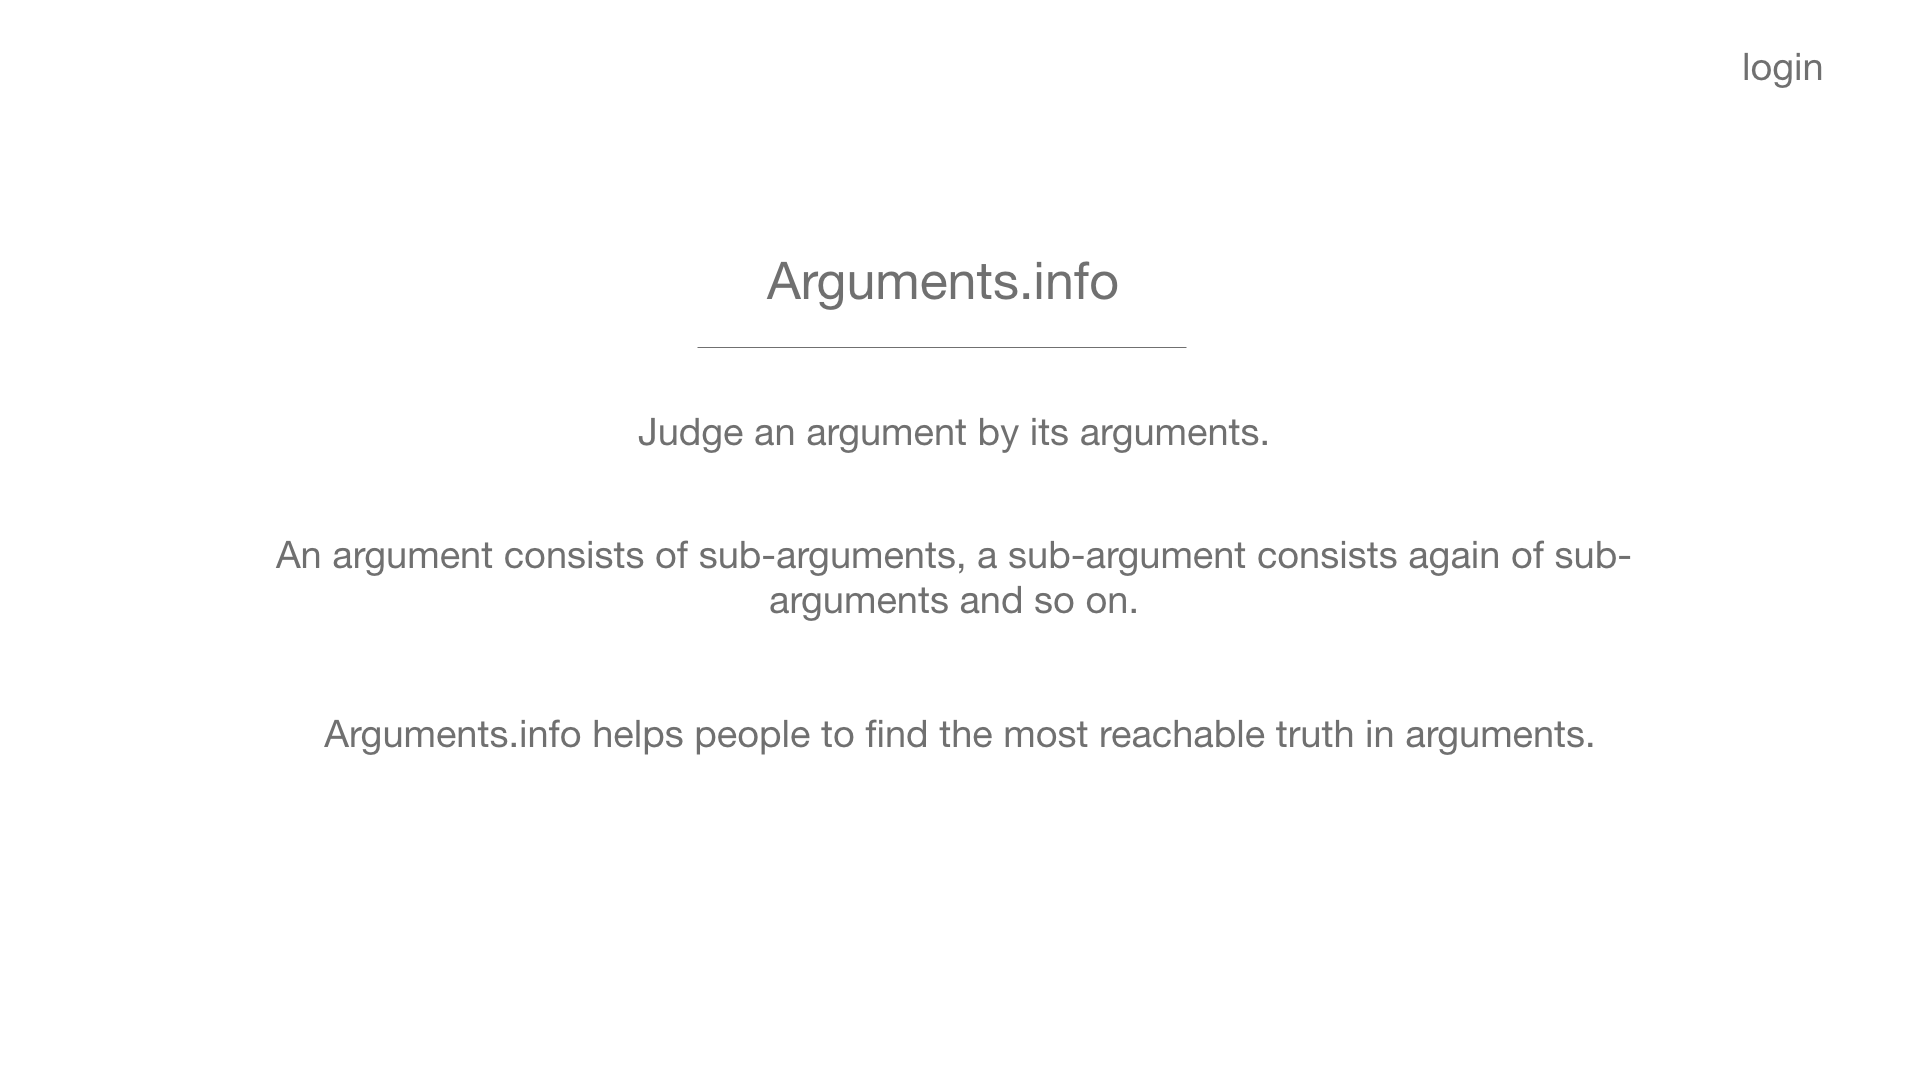 login
Arguments.info
Judge an argument by its arguments.
An argument consists of sub-arguments, a sub-argument consists again of sub-
arguments and so on.
Arguments.info helps people to find the most reachable truth in arguments.